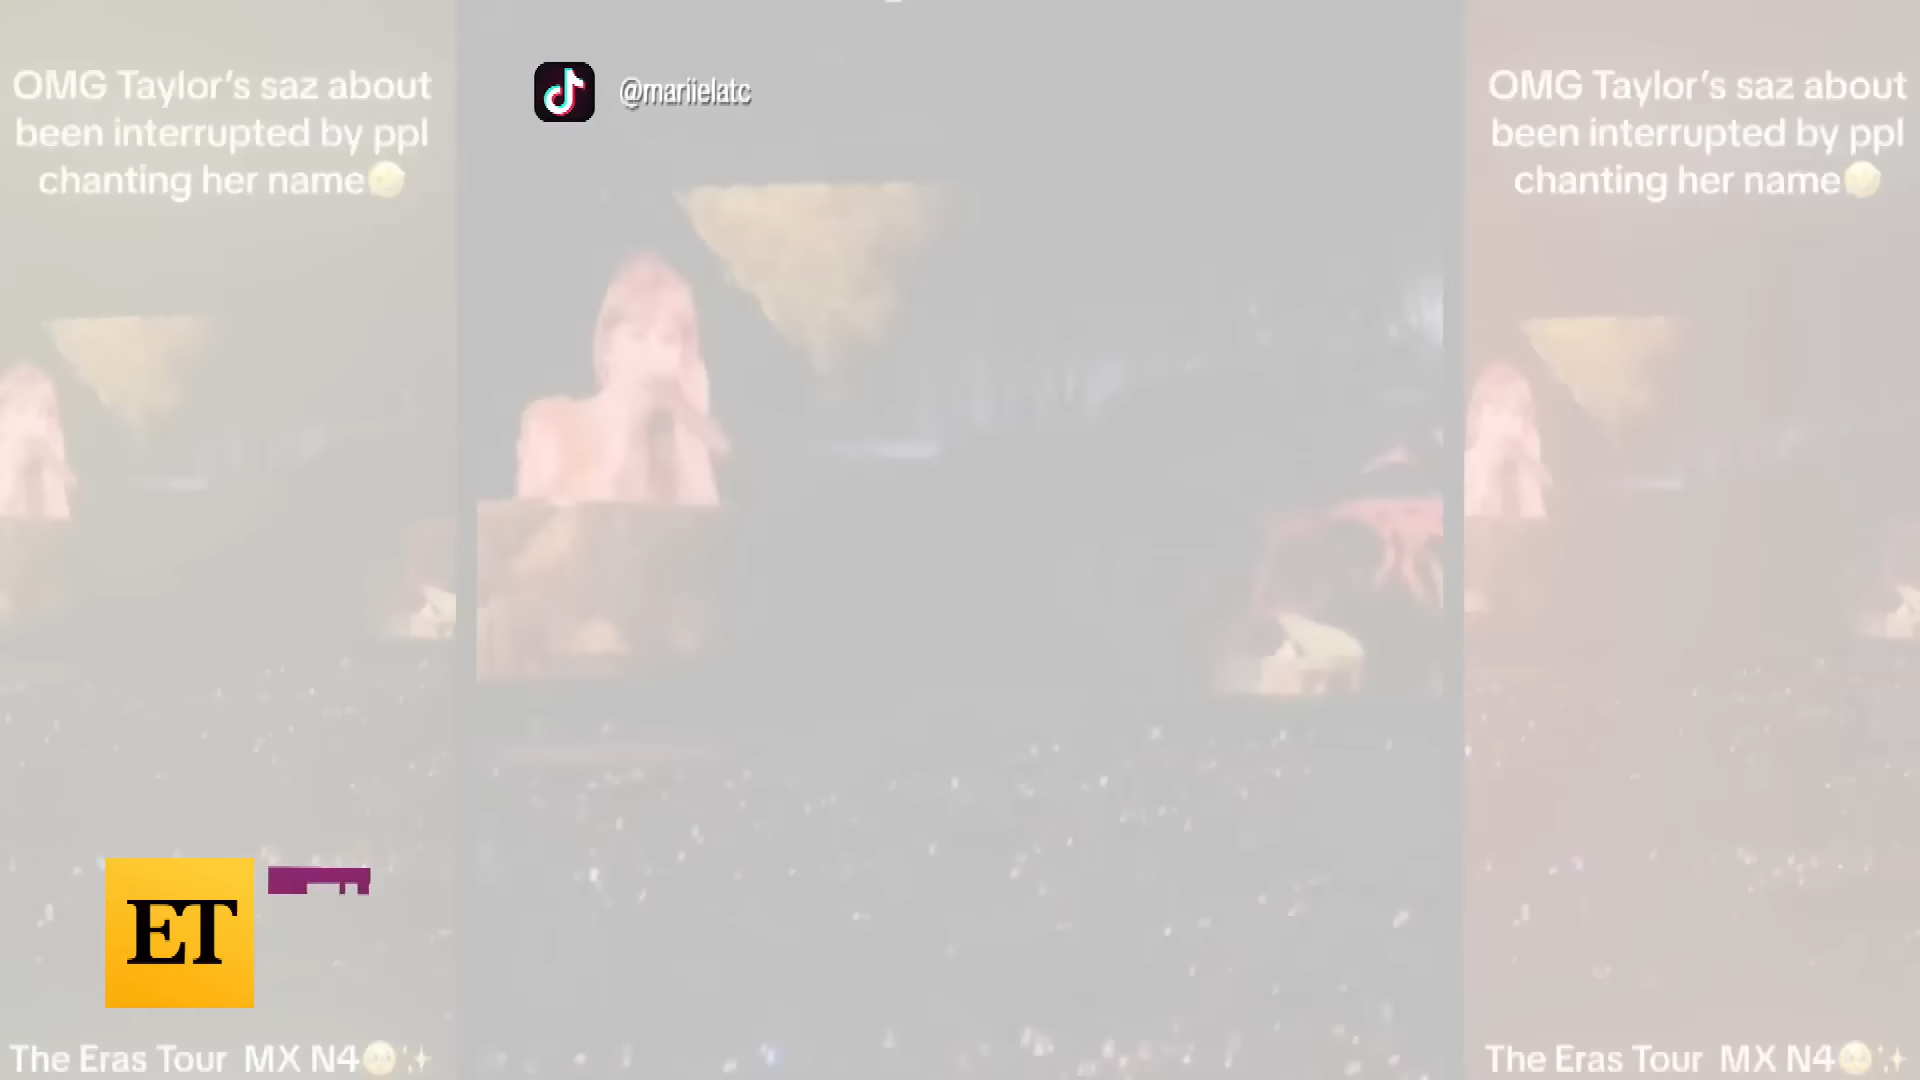 OMG Taylor's saz about
been interrupted by ppl
chanting her name
@mariielatc
OMG Taylor's saz about
been interrupted by ppl
chanting her name
ET
The Eras Tour MX N4
The Eras Tour MX N4